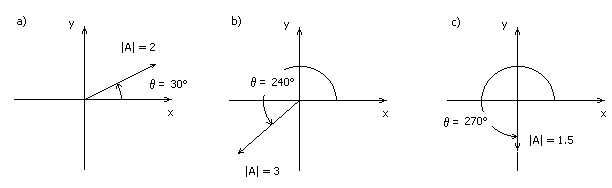 a)
y
|A| = 2
θ = 30°
x
b)
y
θ = 240°
x
|A| = 3
c)
y
x
θ = 270°
|A| = 1.5